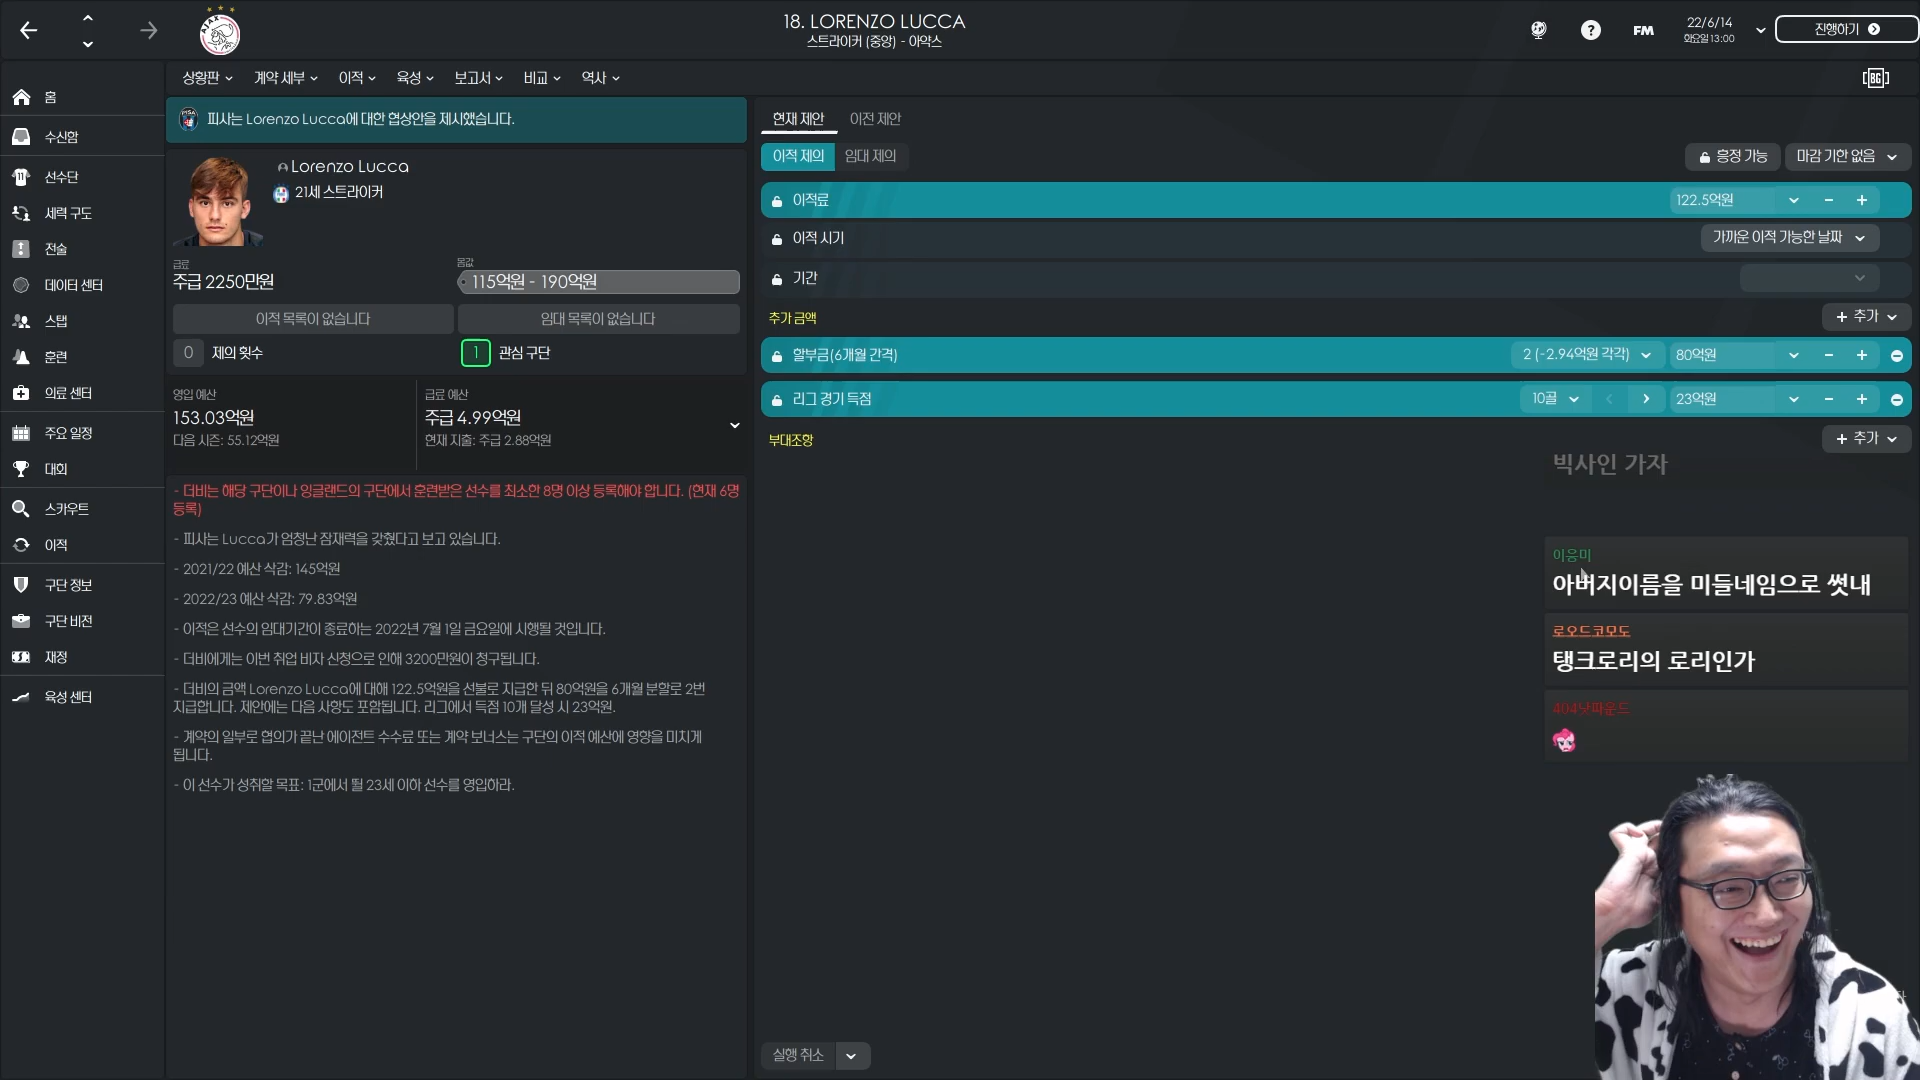 18. LORENZO LUCCA
스트라이커 (중앙) - 아약스
FM
22/6/14
화요일 13:00
진행하기
홈
수신함
선수단
세력 구도
전술
데이터 센터
스탭
훈련
의료 센터
주요 일정
대회
스카우트
이적
구단 정보
구단 비전
재정
육성 센터
상황판
계약 세부
이적
육성
보고서
비교
역사
피사는 Lorenzo Lucca에 대한 협상안을 제시했습니다.
Lorenzo Lucca
21세 스트라이커
급료
주급 2250만원
몸값
115억원 - 190억원
이적 목록이 없습니다
임대 목록이 없습니다
0 제의 횟수
1 관심 구단
영입 예산
153.03억원
다음 시즌: 55.12억원
급료 예산
주급 4.99억원
현재 지출: 주급 2.88억원
- 더비는 해당 구단이나 잉글랜드의 구단에서 훈련받은 선수를 최소한 8명 이상 등록해야 합니다. (현재 6명
등록)
- 피사는 Lucca가 엄청난 잠재력을 갖췄다고 보고 있습니다.
- 2021/22 예산 삭감: 145억원
- 2022/23 예산 삭감: 79.83억원
- 이적은 선수의 임대기간이 종료하는 2022년 7월 1일 금요일에 시행될 것입니다.
- 더비에게는 이번 취업 비자 신청으로 인해 3200만원이 청구됩니다.
- 더비의 금액 Lorenzo Lucca에 대해 122.5억원을 선불로 지급한 뒤 80억원을 6개월 분할로 2번
지급합니다. 제안에는 다음 사항도 포함됩니다. 리그에서 득점 10개 달성 시 23억원.
- 계약의 일부로 협의가 끝난 에이전트 수수료 또는 계약 보너스는 구단의 이적 예산에 영향을 미치게
됩니다.
- 이 선수가 성취할 목표: 1군에서 뛸 23세 이하 선수를 영입하라.
현재 제안
이전 제안
이적 제의
임대 제의
흥정 가능
마감 기한 없음
이적료
122.5억원
이적 시기
가까운 이적 가능한 날짜
기간
추가 금액
+ 추가
할부금(6개월 간격)
2 (-2.94억원 각각)
80억원
리그 경기 득점
10골
23억원
부대조항
+ 추가
빅사인 가자
이응미
아버지이름을 미들네임으로 썻내
로오드코모도
탱크로리의 로리인가
404낫파운드
실행 취소